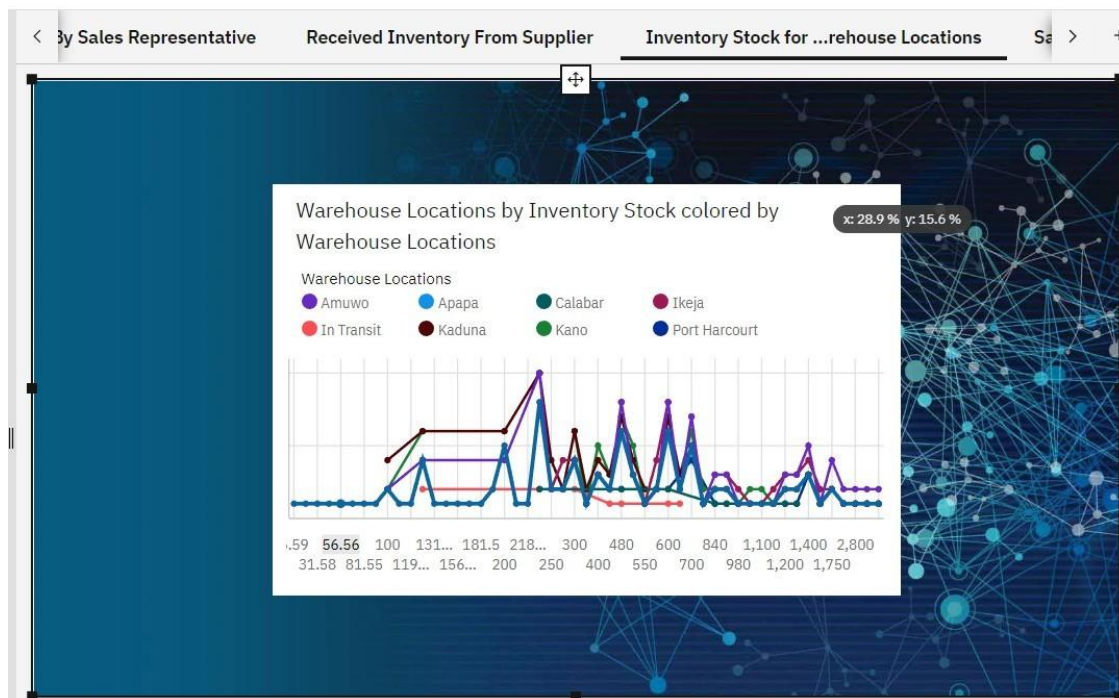 By Sales Representative
Received Inventory From Supplier
Inventory Stock for ...rehouse Locations
Sa
x: 28.9 % y: 15.6 %
Warehouse Locations by Inventory Stock colored by
Warehouse Locations
Warehouse Locations
Amuwo
Apapa
Calabar
Ikeja
In Transit
Kaduna
Kano
Port Harcourt
.59 56.56 100 131... 181.5 218... 300 480 600 840 1,100 1,400 2,800
31.58 81.55 119... 156... 200 250 400 550 700 980 1,200 1,750